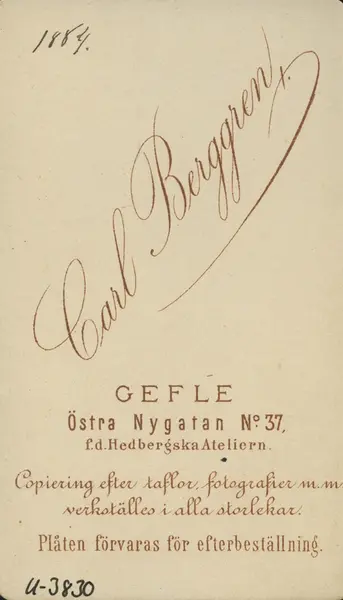 1884.
Carl Berggren
GEFLE
Östra Nygatan No 37,
f.d. Hedbergska Ateliern.
Copiering efter taflor, fotografier m.m.
verkställes i alla storlekar.
Plåten förvaras för efterbeställning.
U-3830